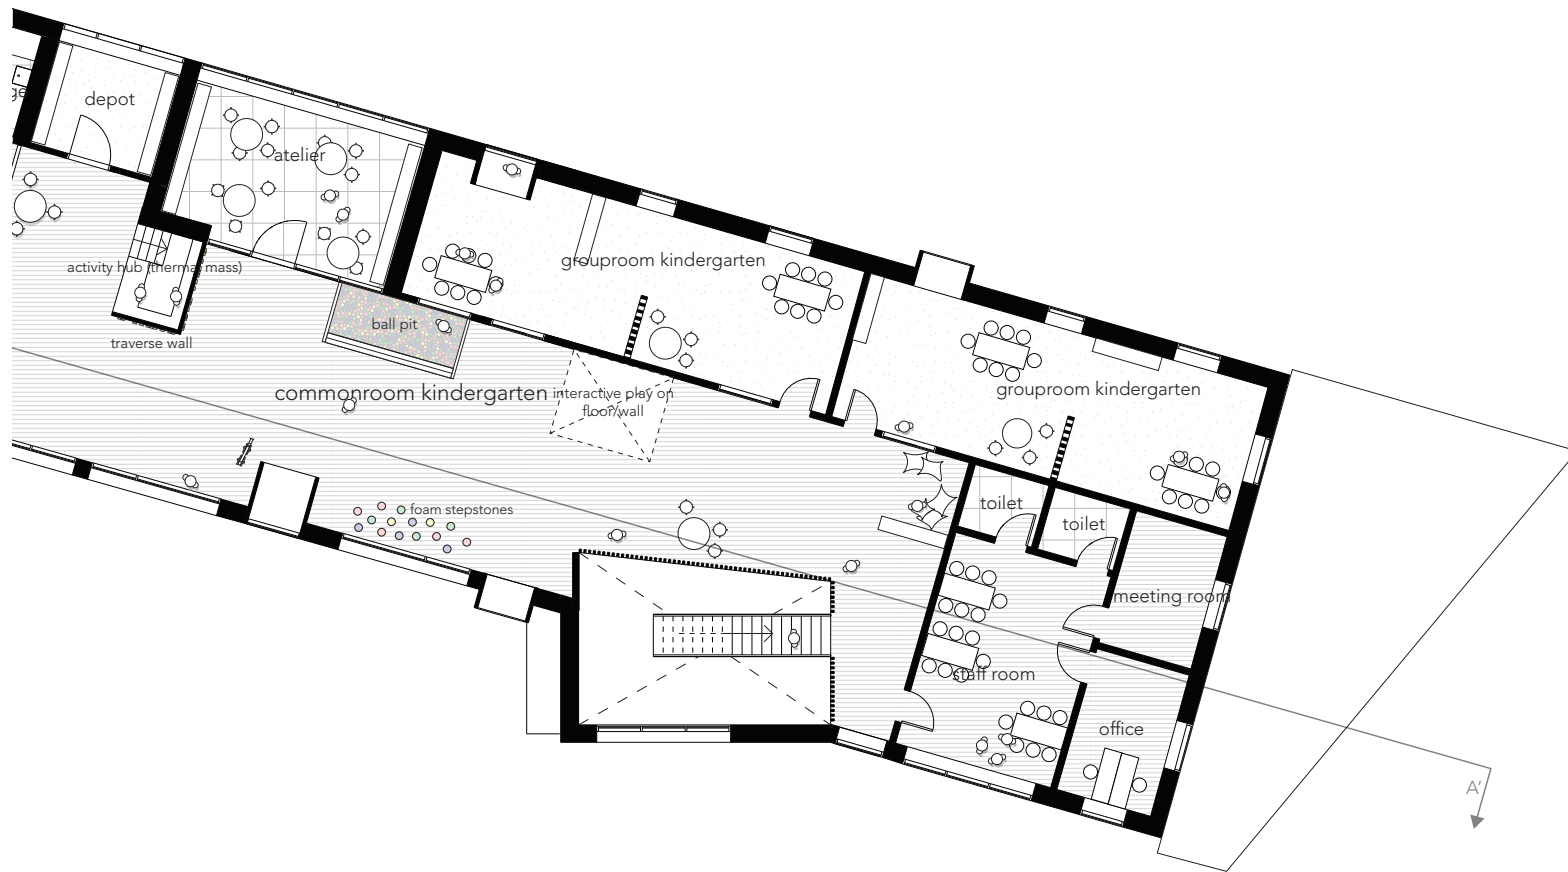 ge
depot
atelier
activity hub (thermal mass)
traverse wall
ball pit
grouproom kindergarten
commonroom kindergarten
interactive play on
floor/wall
grouproom kindergarten
foam stepstones
toilet
toilet
meeting room
staff room
office
A'